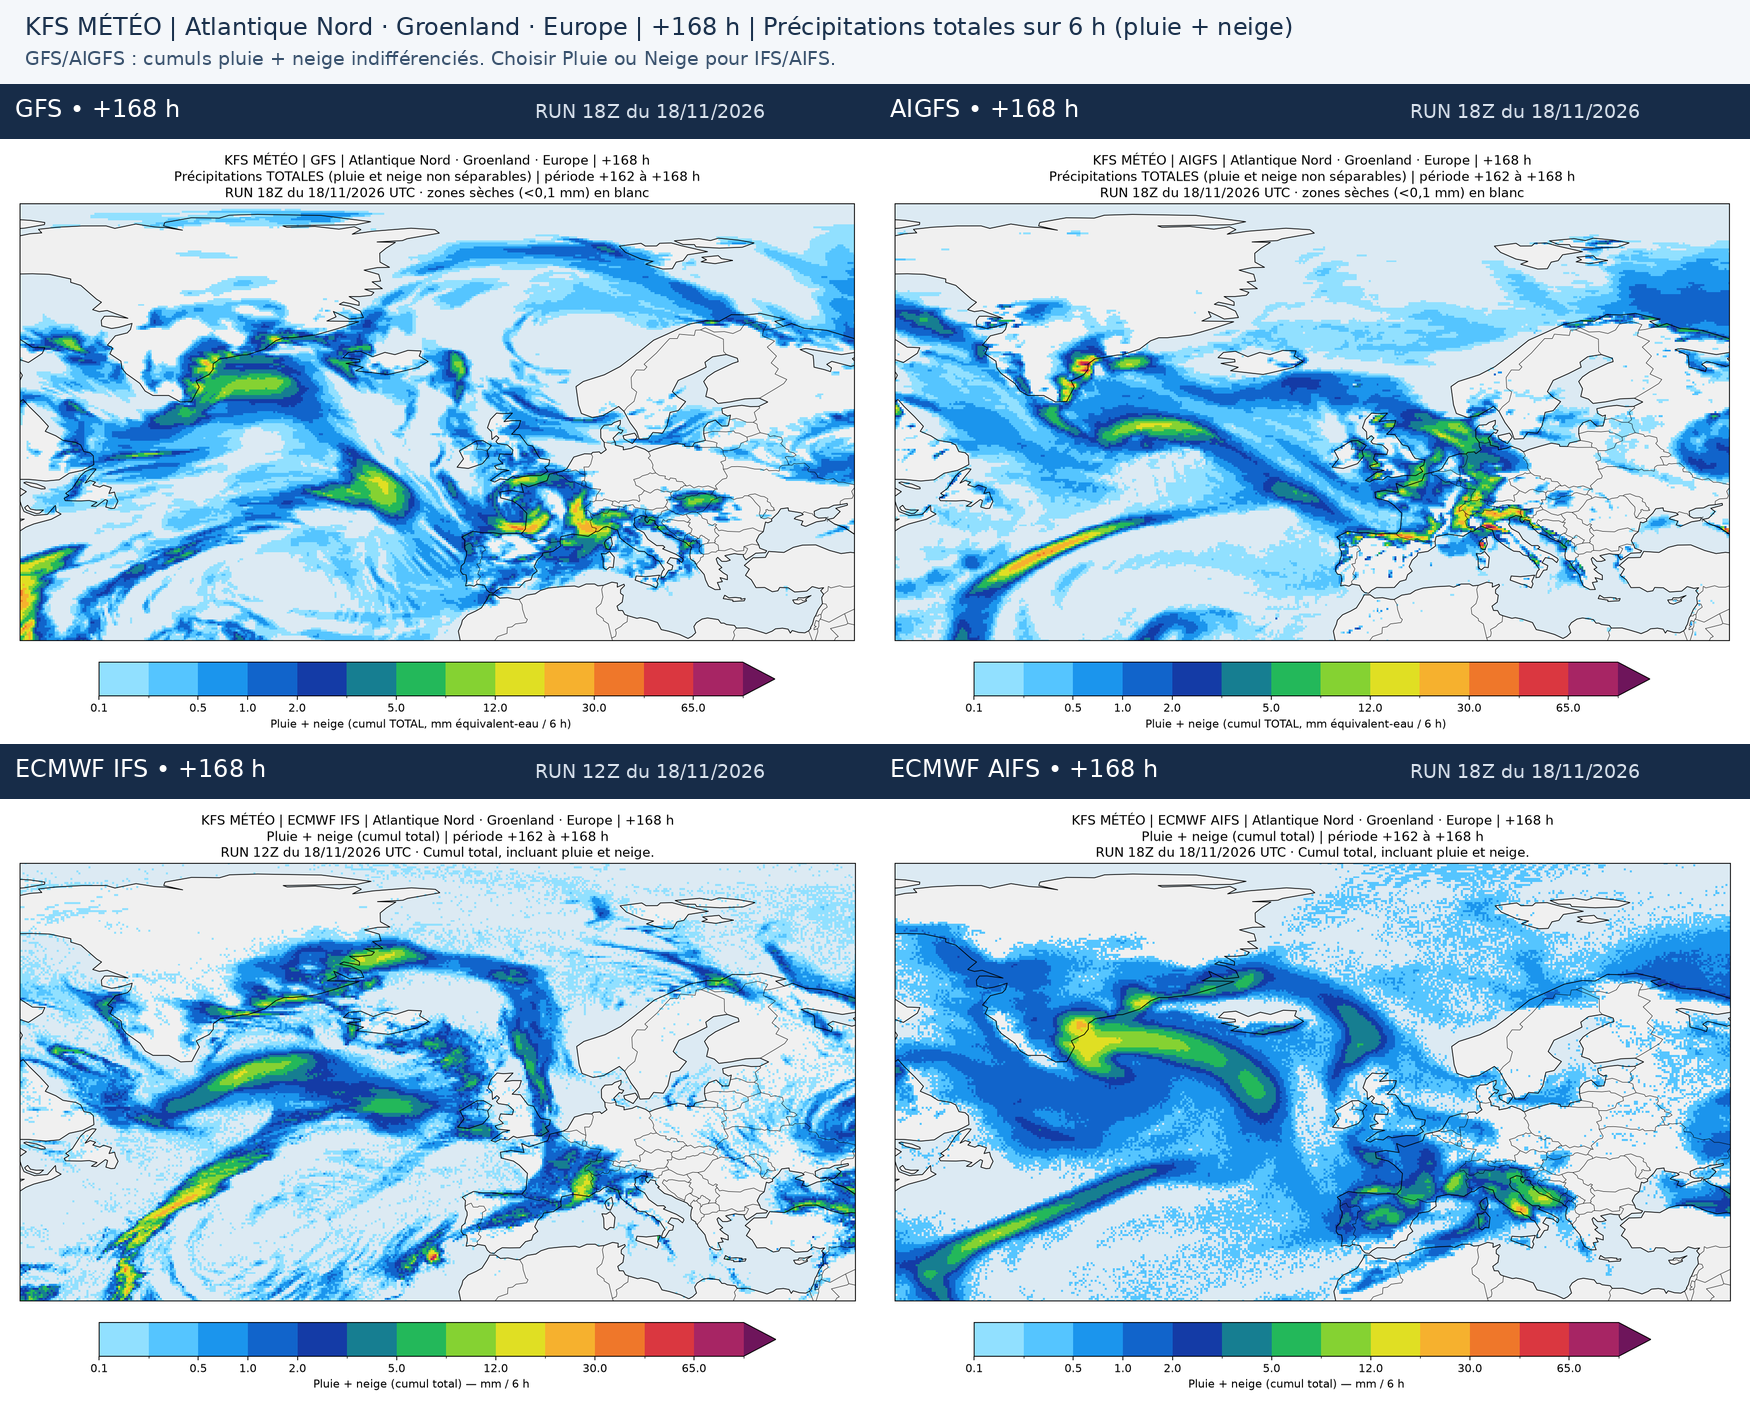 KFS MÉTÉO | Atlantique Nord · Groenland · Europe | +168 h | Précipitations totales sur 6 h (pluie + neige)
GFS/AIGFS : cumuls pluie + neige indifférenciés. Choisir Pluie ou Neige pour IFS/AIFS.
GFS • +168 h
RUN 18Z du 18/11/2026
AIGFS • +168 h
RUN 18Z du 18/11/2026
KFS MÉTÉO | GFS | Atlantique Nord · Groenland · Europe | +168 h
Précipitations TOTALES (pluie et neige non séparables) | période +162 à +168 h
RUN 18Z du 18/11/2026 UTC · zones sèches (<0,1 mm) en blanc
KFS MÉTÉO | AIGFS | Atlantique Nord · Groenland · Europe | +168 h
Précipitations TOTALES (pluie et neige non séparables) | période +162 à +168 h
RUN 18Z du 18/11/2026 UTC · zones sèches (<0,1 mm) en blanc
0.1 0.5 1.0 2.0 5.0 12.0 30.0 65.0
Pluie + neige (cumul TOTAL, mm équivalent-eau / 6 h)
0.1 0.5 1.0 2.0 5.0 12.0 30.0 65.0
Pluie + neige (cumul TOTAL, mm équivalent-eau / 6 h)
ECMWF IFS • +168 h
RUN 12Z du 18/11/2026
ECMWF AIFS • +168 h
RUN 18Z du 18/11/2026
KFS MÉTÉO | ECMWF IFS | Atlantique Nord · Groenland · Europe | +168 h
Pluie + neige (cumul total) | période +162 à +168 h
RUN 12Z du 18/11/2026 UTC · Cumul total, incluant pluie et neige.
KFS MÉTÉO | ECMWF AIFS | Atlantique Nord · Groenland · Europe | +168 h
Pluie + neige (cumul total) | période +162 à +168 h
RUN 18Z du 18/11/2026 UTC · Cumul total, incluant pluie et neige.
0.1 0.5 1.0 2.0 5.0 12.0 30.0 65.0
Pluie + neige (cumul total) — mm / 6 h
0.1 0.5 1.0 2.0 5.0 12.0 30.0 65.0
Pluie + neige (cumul total) — mm / 6 h